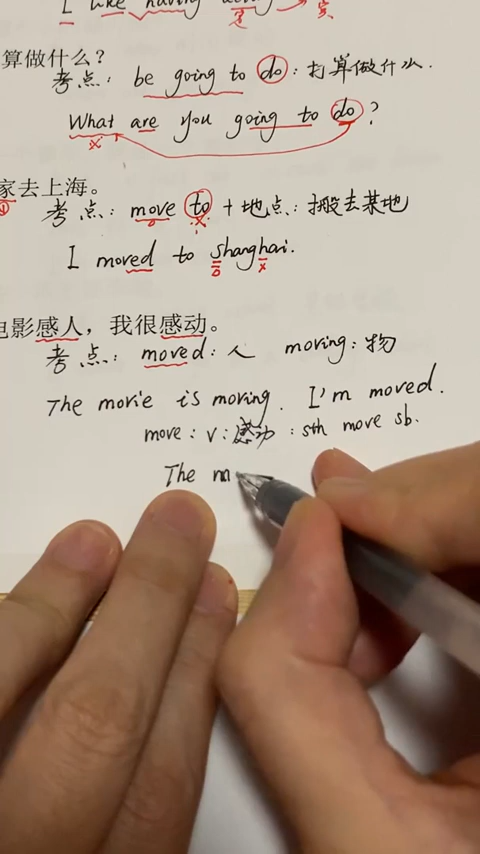 I like having
算做什么?
考点: be going to do: 打算做什么.
What are you going to do?
家去上海。
考点: move to + 地点: 搬去某地
I moved to shanghai.
电影感人，我很感动。
考点: moved: 人 moving: 物
The movie is moving. I'm moved.
move: v: 感动: sth move sb.
The m